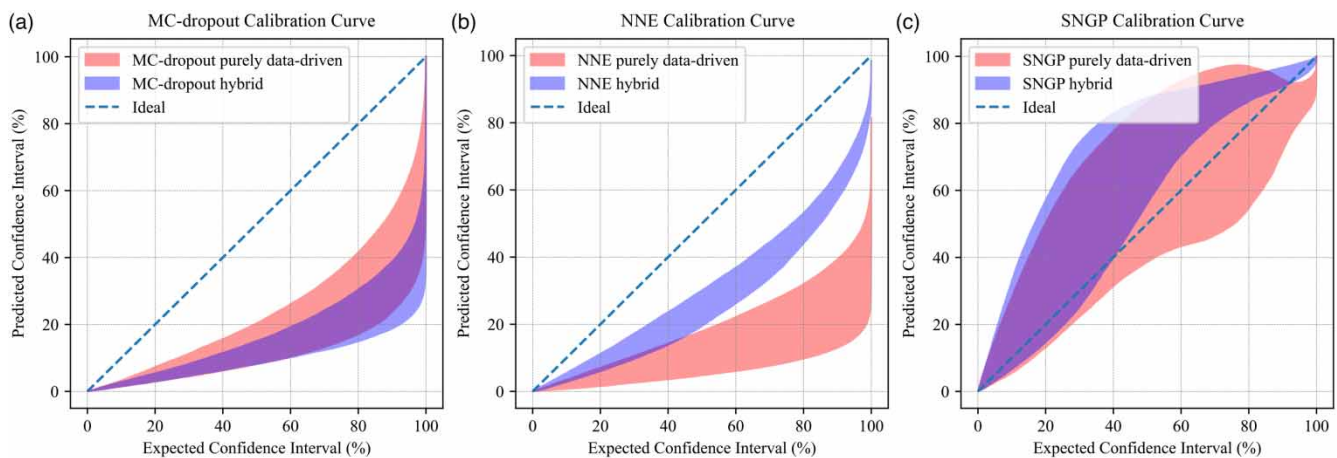 (a)
MC-dropout Calibration Curve
MC-dropout purely data-driven
MC-dropout hybrid
Ideal
Predicted Confidence Interval (%)
100
80
60
40
20
0
0 20 40 60 80 100
Expected Confidence Interval (%)
(b)
NNE Calibration Curve
NNE purely data-driven
NNE hybrid
Ideal
Predicted Confidence Interval (%)
100
80
60
40
20
0
0 20 40 60 80 100
Expected Confidence Interval (%)
(c)
SNGP Calibration Curve
SNGP purely data-driven
SNGP hybrid
Ideal
Predicted Confidence Interval (%)
100
80
60
40
20
0
0 20 40 60 80 100
Expected Confidence Interval (%)